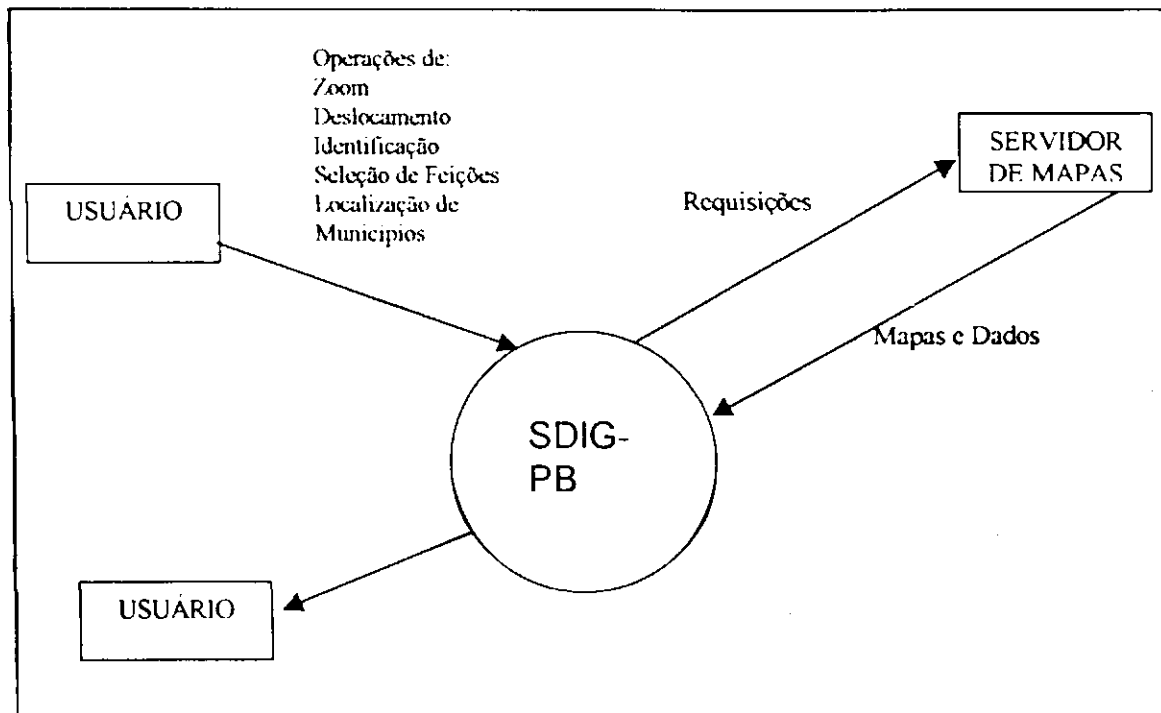 Operações de:
Zoom
Deslocamento
Identificação
Seleção de Feições
Localização de
Municipios
USUÁRIO
SERVIDOR
DE MAPAS
Requisições
Mapas e Dados
SDIG-
PB
USUÁRIO